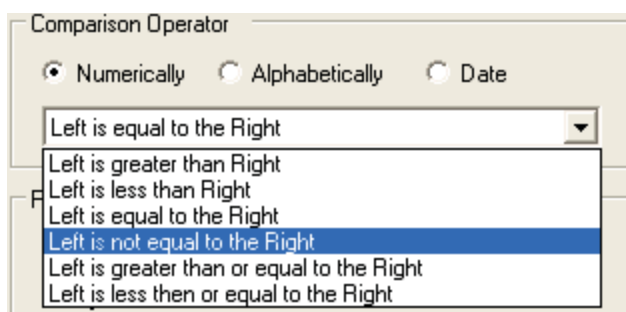 Comparison Operator
Numerically Alphabetically Date
Left is equal to the Right
Left is greater than Right
Left is less than Right
Left is equal to the Right
Left is not equal to the Right
Left is greater than or equal to the Right
Left is less then or equal to the Right